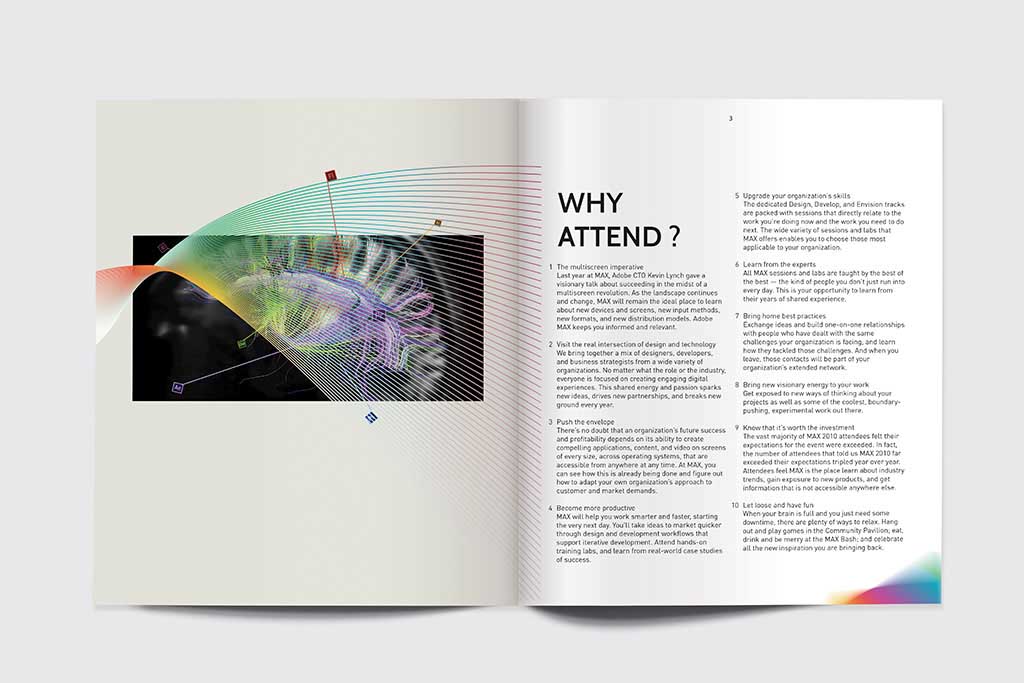 3
WHY
ATTEND ?
1 The multiscreen imperative
Last year at MAX, Adobe CTO Kevin Lynch gave a
visionary talk about succeeding in the midst of a
multiscreen revolution. As the landscape continues
and change, MAX will remain the ideal place to learn
about new devices and screens, new input methods,
new formats, and new distribution models. Adobe
MAX keeps you informed and relevant.
2 Visit the real intersection of design and technology
We bring together a mix of designers, developers,
and business strategists from a wide variety of
organizations. No matter what the role or the industry,
everyone is focused on creating engaging digital
experiences. This shared energy and passion sparks
new ideas, drives new partnerships, and breaks new
ground every year.
3 Push the envelope
There's no doubt that an organization's future success
and profitability depends on its ability to create
compelling applications, content, and video on screens
of every size, across operating systems, that are
accessible from anywhere at any time. At MAX, you
can see how this is already being done and figure out
how to adapt your own organization's approach to
customer and market demands.
4 Become more productive
MAX will help you work smarter and faster, starting
the very next day. You'll take ideas to market quicker
through design and development workflows that
support iterative development. Attend hands-on
training labs, and learn from real-world case studies
of success.
5 Upgrade your organization's skills
The dedicated Design, Develop, and Envision tracks
are packed with sessions that directly relate to the
work you're doing now and the work you need to do
next. The wide variety of sessions and labs that
MAX offers enables you to choose those most
applicable to your organization.
6 Learn from the experts
All MAX sessions and labs are taught by the best of
the best — the kind of people you don't just run into
every day. This is your opportunity to learn from
their years of shared experience.
7 Bring home best practices
Exchange ideas and build one-on-one relationships
with people who have dealt with the same
challenges your organization is facing, and learn
how they tackled those challenges. And when you
leave, those contacts will be part of your
organization's extended network.
8 Bring new visionary energy to your work
Get exposed to new ways of thinking about your
projects as well as some of the coolest, boundary-
pushing, experimental work out there.
9 Know that it's worth the investment
The vast majority of MAX 2010 attendees felt their
expectations for the event were exceeded. In fact,
the number of attendees that told us MAX 2010 far
exceeded their expectations tripled year over year.
Attendees feel MAX is the place learn about industry
trends, gain exposure to new products, and get
information that is not accessible anywhere else.
10 Let loose and have fun
When your brain is full and you just need some
downtime, there are plenty of ways to relax. Hang
out and play games in the Community Pavilion; eat,
drink and be merry at the MAX Bash; and celebrate
all the new inspiration you are bringing back.
Ae